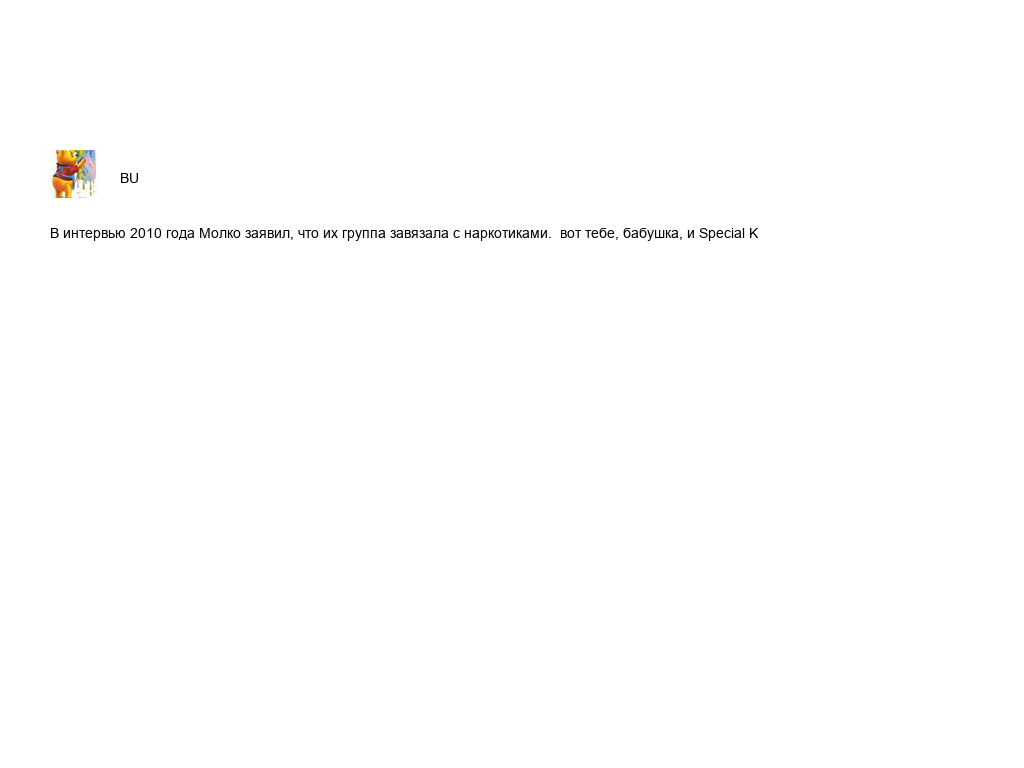 BU
В интервью 2010 года Молко заявил, что их группа завязала с наркотиками.  вот тебе, бабушка, и Special K